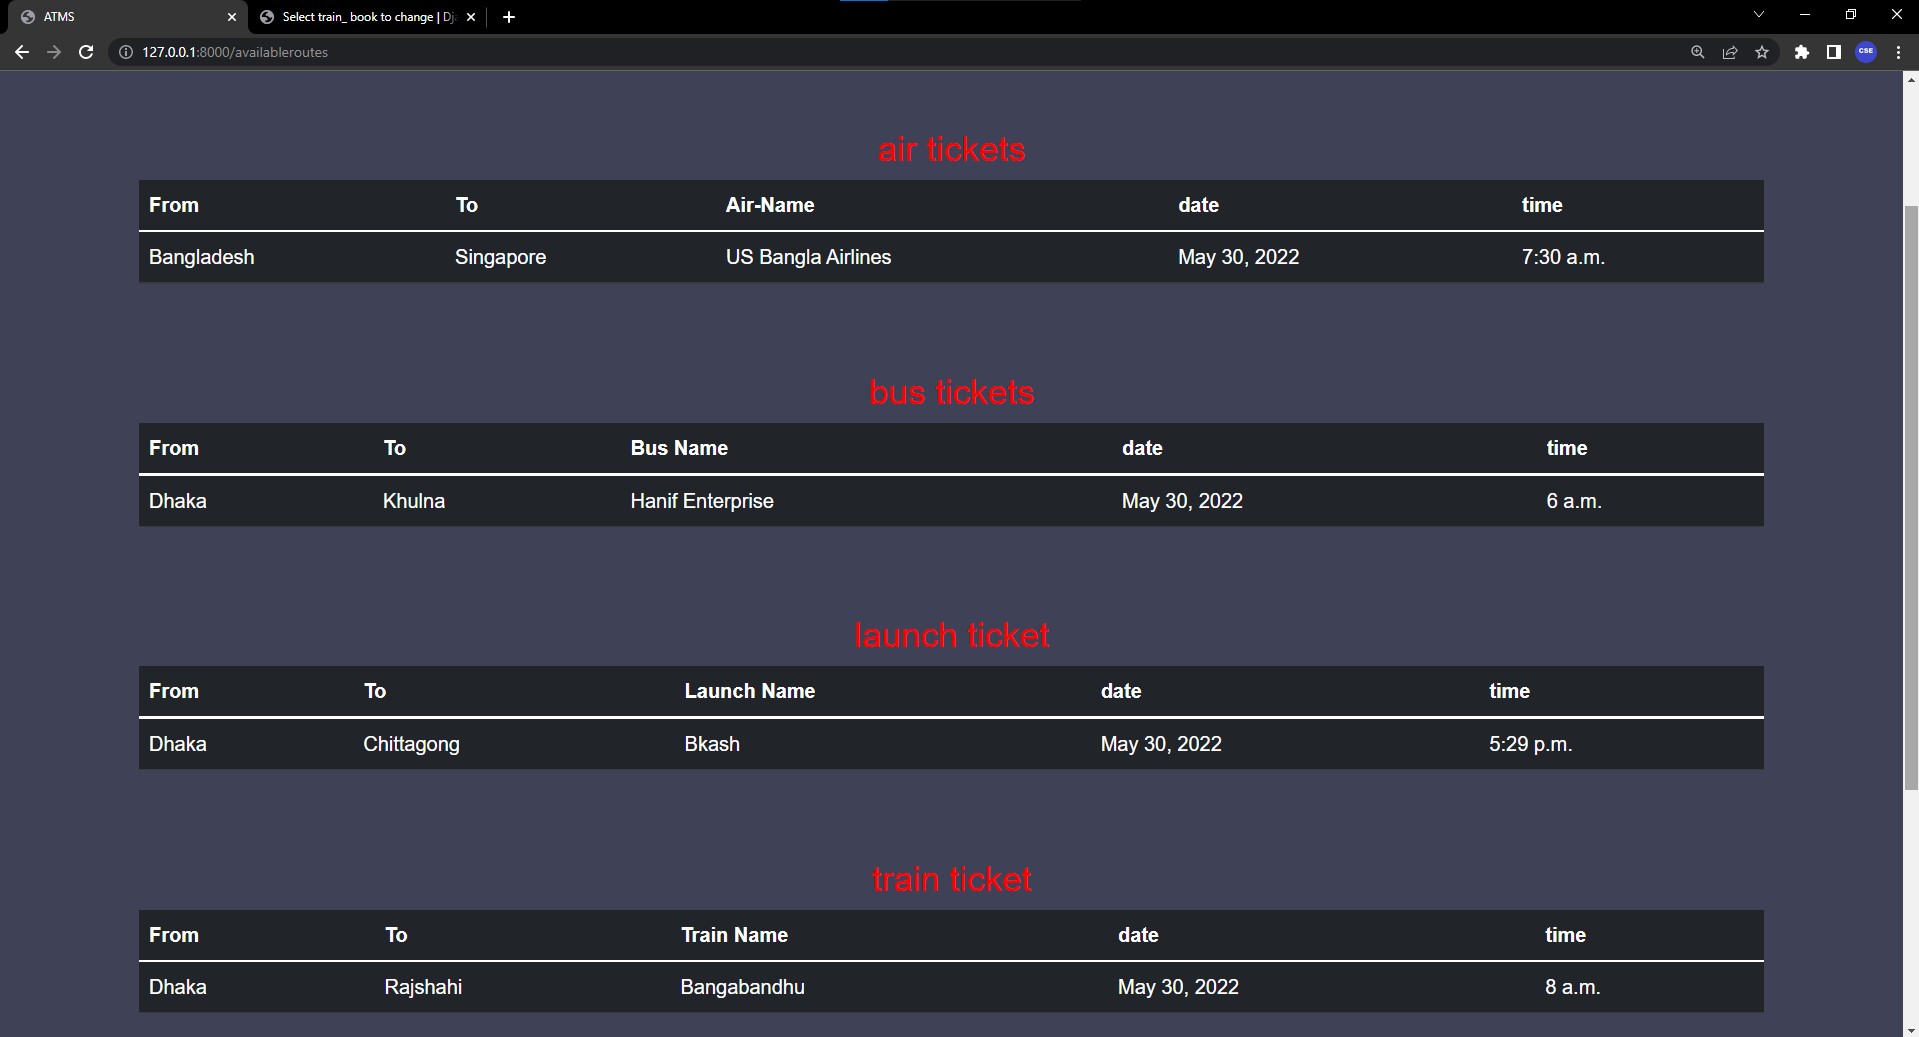 ATMS
Select train_ book to change | Dj
127.0.0.1:8000/availableroutes
CSE
air tickets
From To Air-Name date time
Bangladesh Singapore US Bangla Airlines May 30, 2022 7:30 a.m.
bus tickets
From To Bus Name date time
Dhaka Khulna Hanif Enterprise May 30, 2022 6 a.m.
launch ticket
From To Launch Name date time
Dhaka Chittagong Bkash May 30, 2022 5:29 p.m.
train ticket
From To Train Name date time
Dhaka Rajshahi Bangabandhu May 30, 2022 8 a.m.